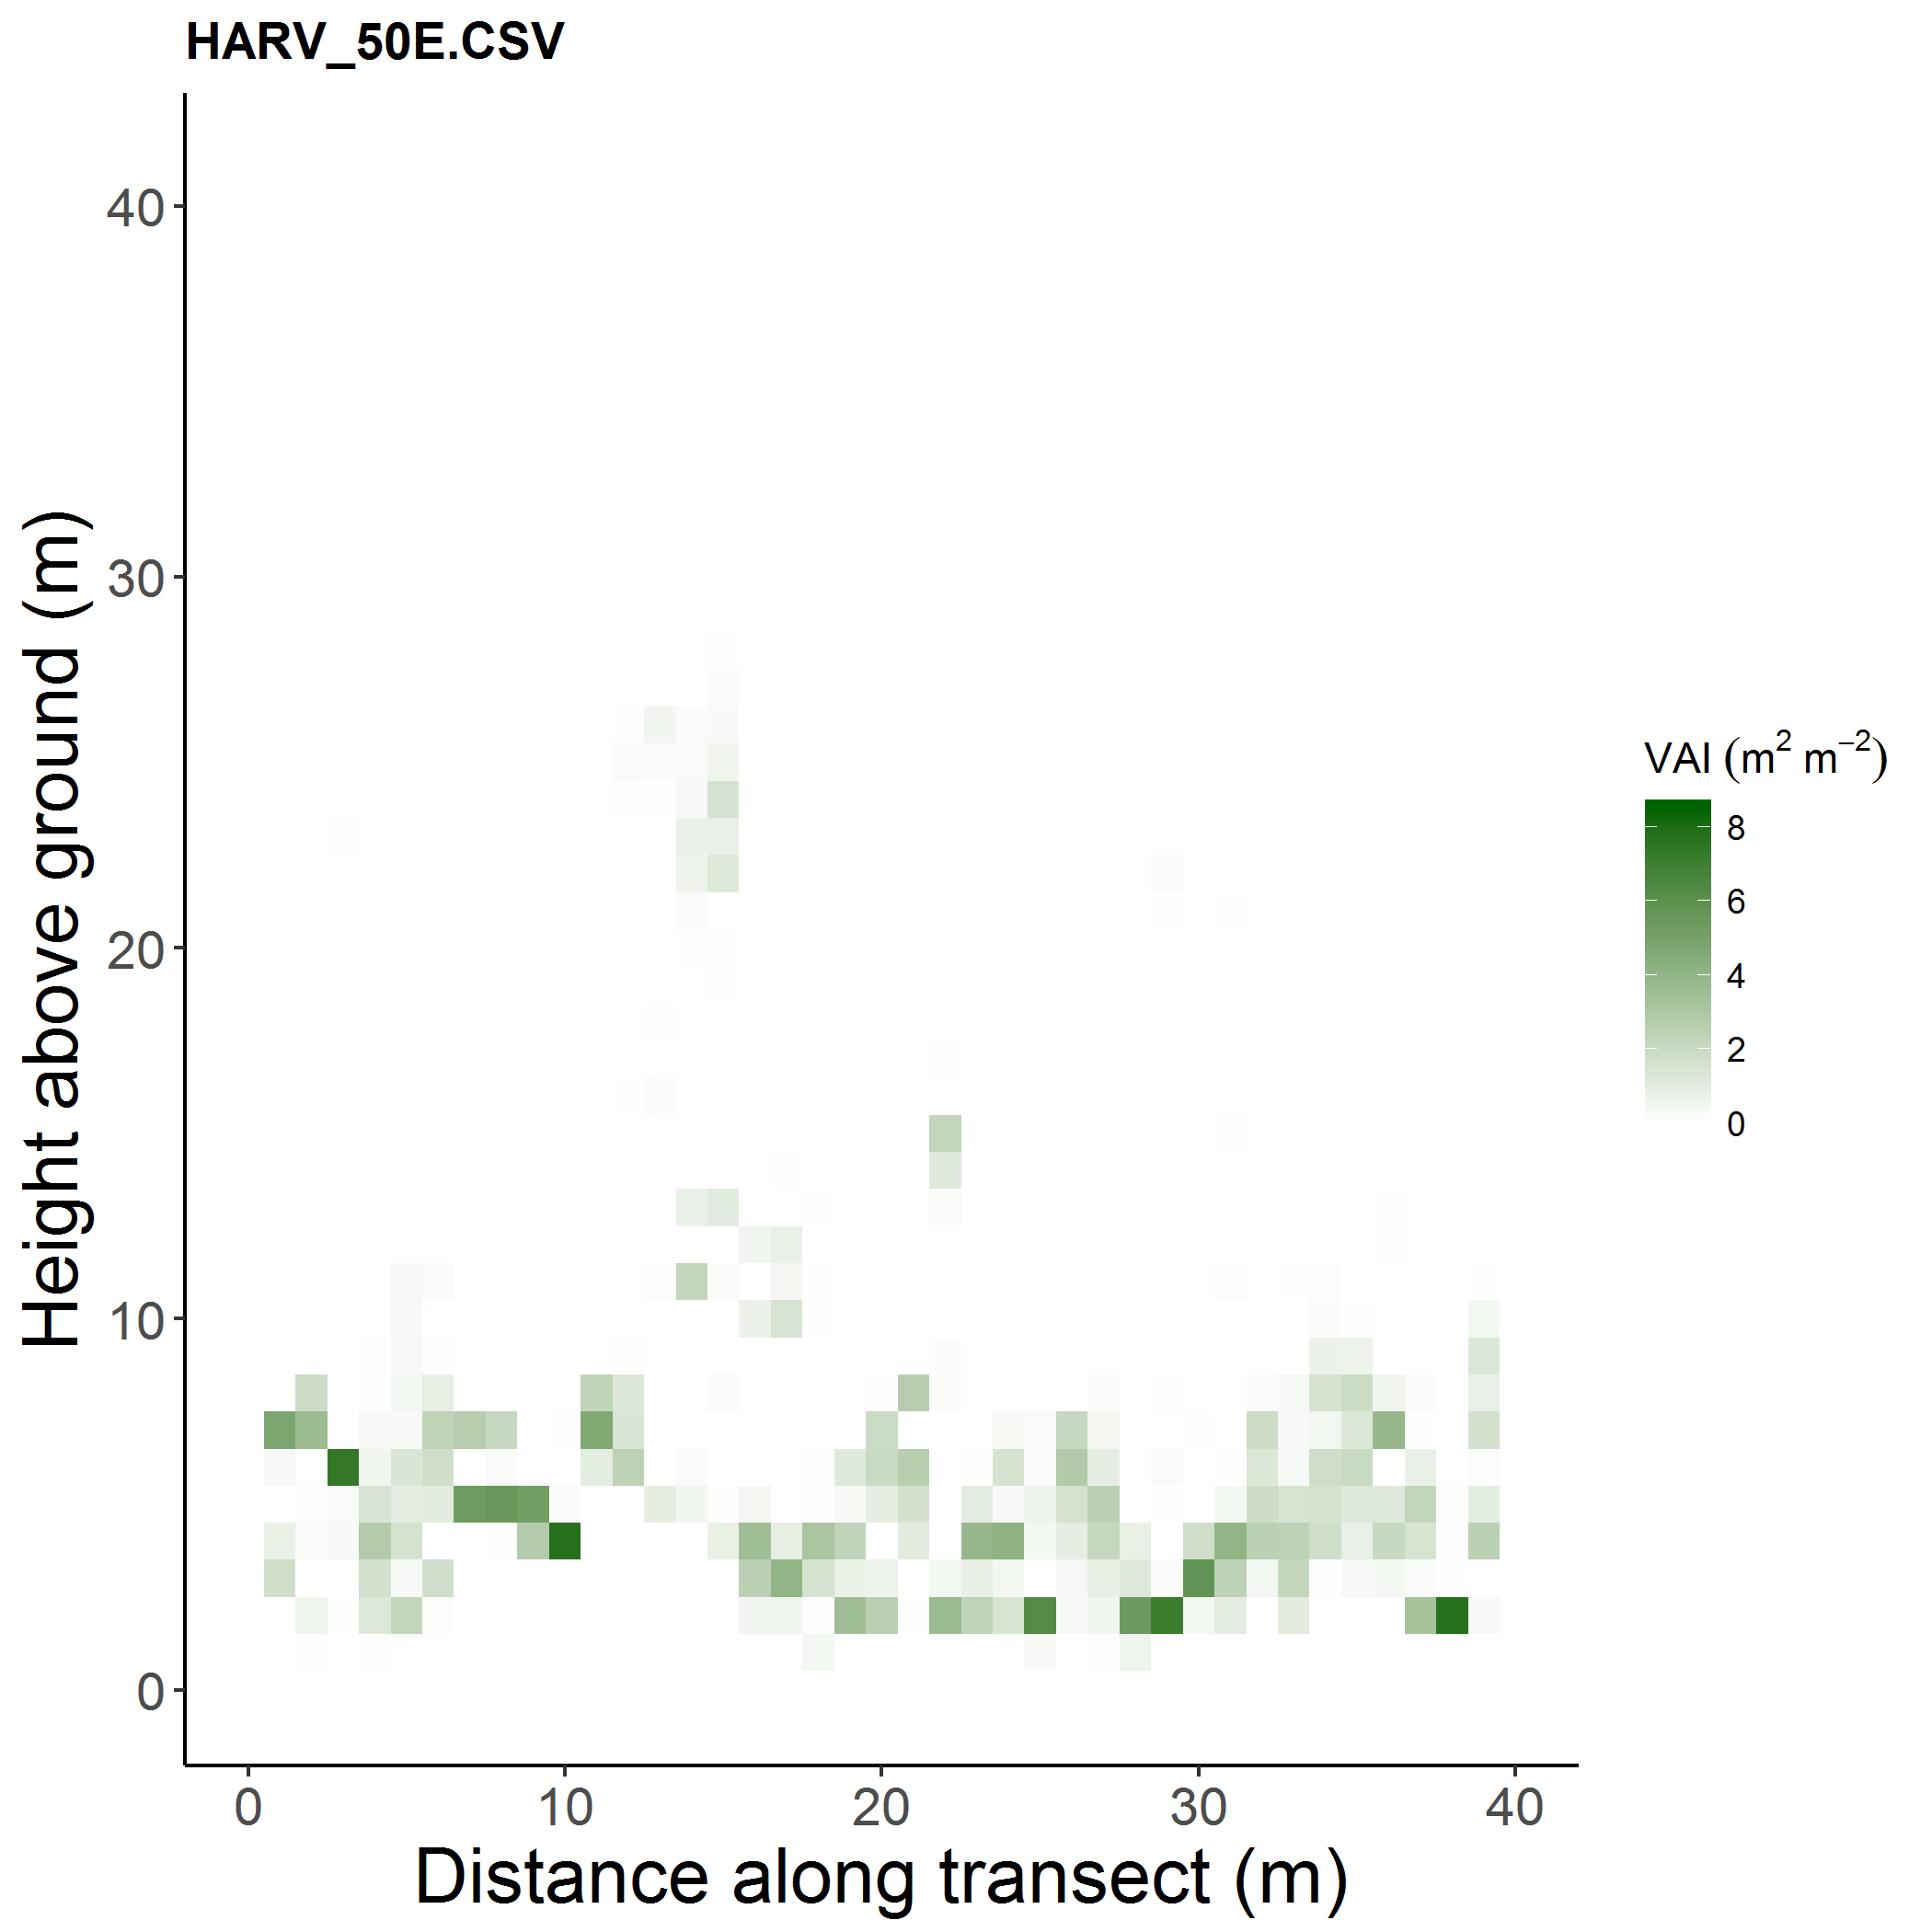 HARV_50E.CSV
Height above ground (m)
40
30
20
10
0
0 10 20 30 40
Distance along transect (m)
VAI (m² m⁻²)
8
6
4
2
0